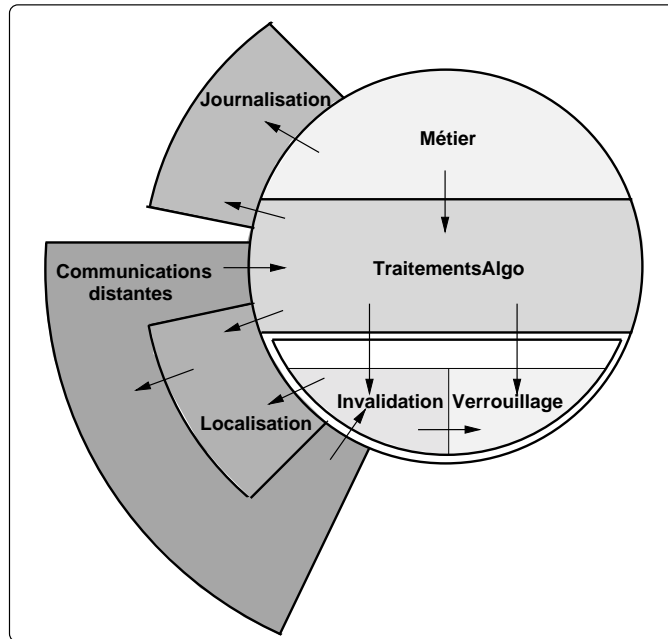 Journalisation
Métier
TraitementsAlgo
Communications
distantes
Invalidation Verrouillage
Localisation